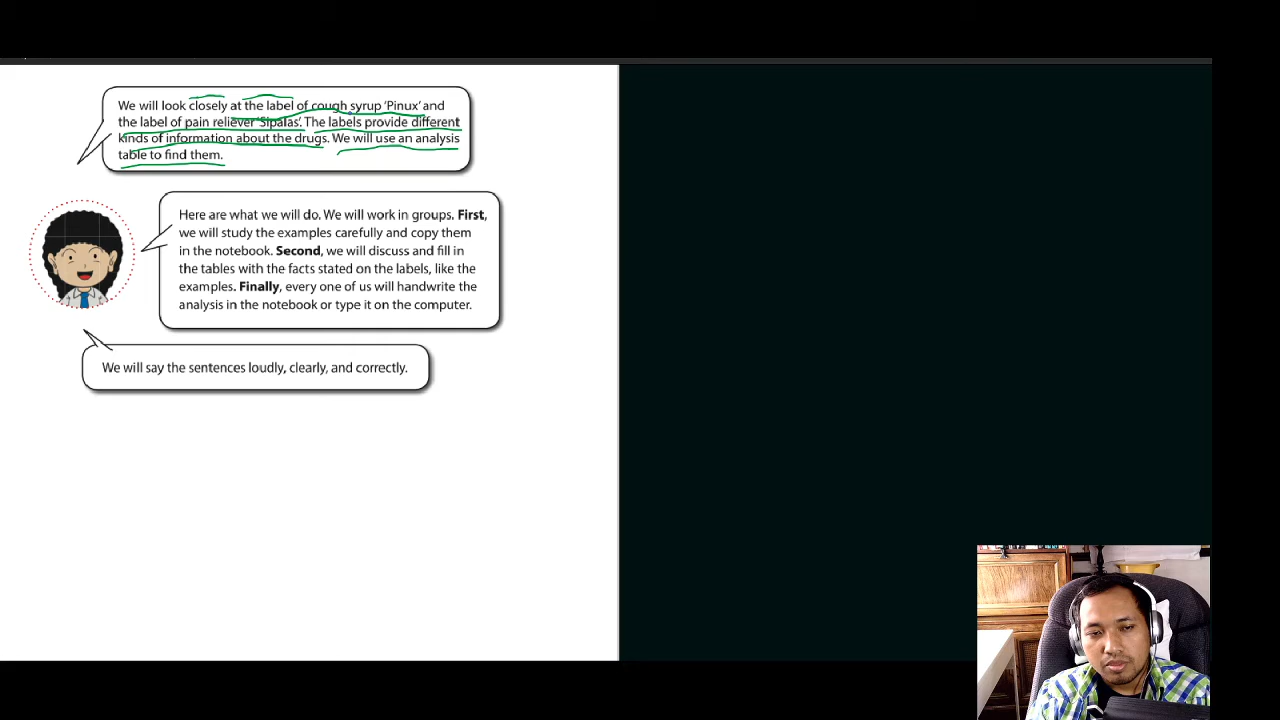 We will look closely at the label of cough syrup 'Pinux' and
the label of pain reliever 'Sipalas'. The labels provide different
kinds of information about the drugs. We will use an analysis
table to find them.
Here are what we will do. We will work in groups. First,
we will study the examples carefully and copy them
in the notebook. Second, we will discuss and fill in
the tables with the facts stated on the labels, like the
examples. Finally, every one of us will handwrite the
analysis in the notebook or type it on the computer.
We will say the sentences loudly, clearly, and correctly.